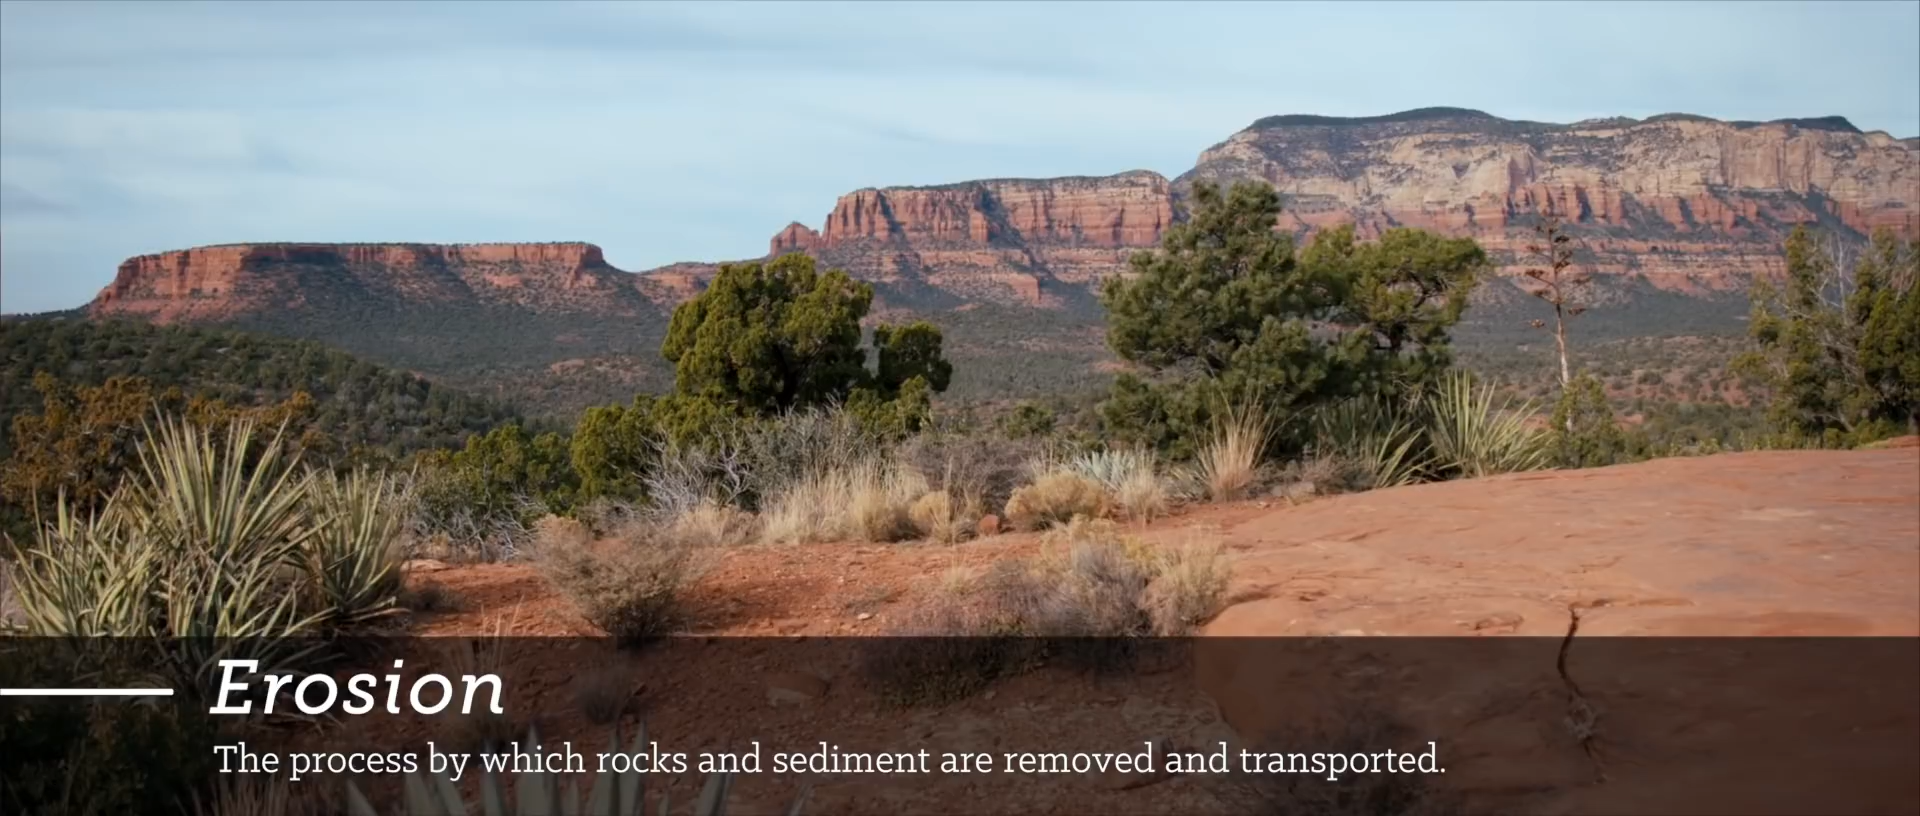 Erosion
The process by which rocks and sediment are removed and transported.